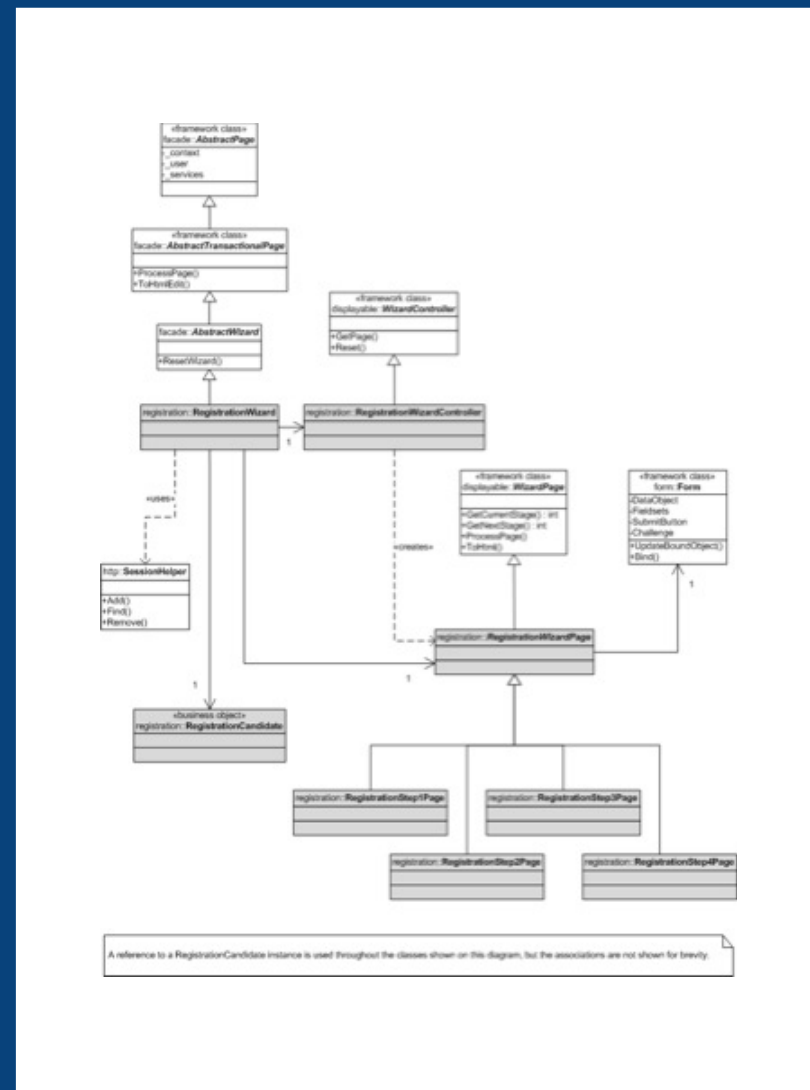 «framework class»
facade::AbstractPage
-_context
-_user
-_services
«framework class»
facade::AbstractTransactionalPage
+ProcessPage()
+ToHtmlEdit()
facade::AbstractWizard
+ResetWizard()
«framework class»
displayable::WizardController
+GetPage()
+Reset()
registration::RegistrationWizard
1
registration::RegistrationWizardController
«uses»
«creates»
«framework class»
displayable::WizardPage
+GetCurrentStage() : int
+GetNextStage() : int
+ProcessPage()
+ToHtml()
«framework class»
form::Form
-DataObject
-Fieldsets
-SubmitButton
-Challenge
+UpdateBoundObject()
+Bind()
http::SessionHelper
+Add()
+Find()
+Remove()
1
registration::RegistrationWizardPage
1
1
«business object»
registration::RegistrationCandidate
registration::RegistrationStep1Page
registration::RegistrationStep3Page
registration::RegistrationStep2Page
registration::RegistrationStep4Page
A reference to a RegistrationCandidate instance is used throughout the classes shown on this diagram, but the associations are not shown for brevity.